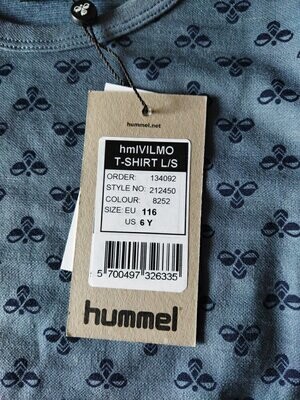 hummel.net
hmlVILMO
T-SHIRT L/S
ORDER: 134092
STYLE NO: 212450
COLOUR: 8252
SIZE: EU. 116
US. 6 Y
5 700497 326335
hummel